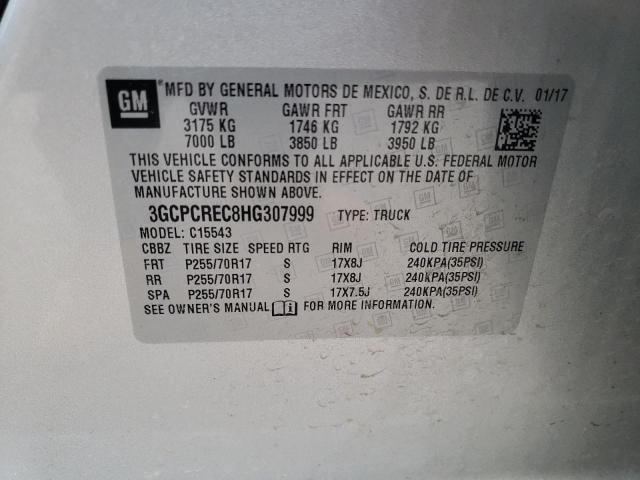 GM ® MFD BY GENERAL MOTORS DE MEXICO, S. DE R.L. DE C.V. 01/17
GVWR GAWR FRT GAWR RR
3175 KG 1746 KG 1792 KG
7000 LB 3850 LB 3950 LB
THIS VEHICLE CONFORMS TO ALL APPLICABLE U.S. FEDERAL MOTOR
VEHICLE SAFETY STANDARDS IN EFFECT ON THE DATE OF
MANUFACTURE SHOWN ABOVE.
3GCPCREC8HG307999 TYPE: TRUCK
MODEL: C15543
CBBZ TIRE SIZE SPEED RTG RIM COLD TIRE PRESSURE
FRT P255/70R17 S 17X8J 240KPA(35PSI)
RR P255/70R17 S 17X8J 240KPA(35PSI)
SPA P255/70R17 S 17X7.5J 240KPA(35PSI)
SEE OWNER'S MANUAL FOR MORE INFORMATION.